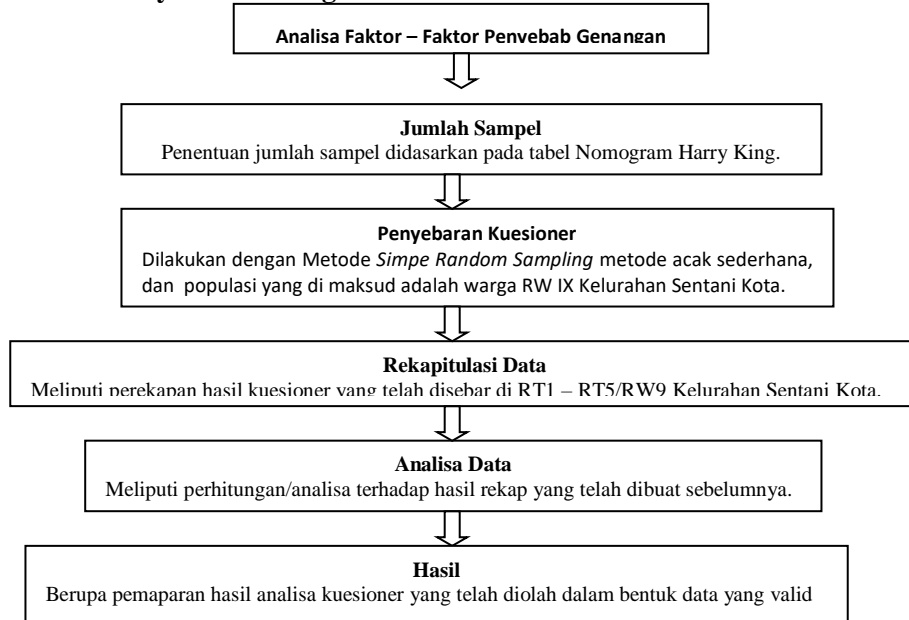 Analisa Faktor – Faktor Penyebab Genangan
Jumlah Sampel
Penentuan jumlah sampel didasarkan pada tabel Nomogram Harry King.
Penyebaran Kuesioner
Dilakukan dengan Metode Simpe Random Sampling metode acak sederhana,
dan populasi yang di maksud adalah warga RW IX Kelurahan Sentani Kota.
Rekapitulasi Data
Meliputi perekapan hasil kuesioner yang telah disebar di RT1 – RT5/RW9 Kelurahan Sentani Kota.
Analisa Data
Meliputi perhitungan/analisa terhadap hasil rekap yang telah dibuat sebelumnya.
Hasil
Berupa pemaparan hasil analisa kuesioner yang telah diolah dalam bentuk data yang valid